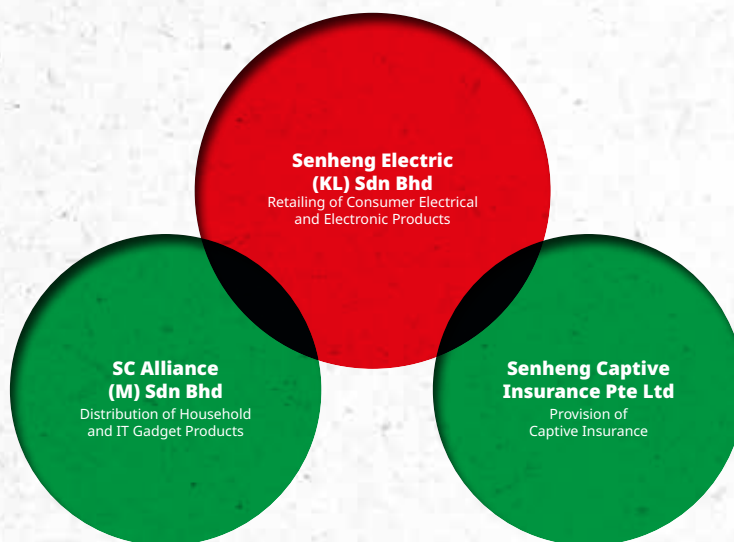 Senheng Electric
(KL) Sdn Bhd
Retailing of Consumer Electrical
and Electronic Products
SC Alliance
(M) Sdn Bhd
Distribution of Household
and IT Gadget Products
Senheng Captive
Insurance Pte Ltd
Provision of
Captive Insurance